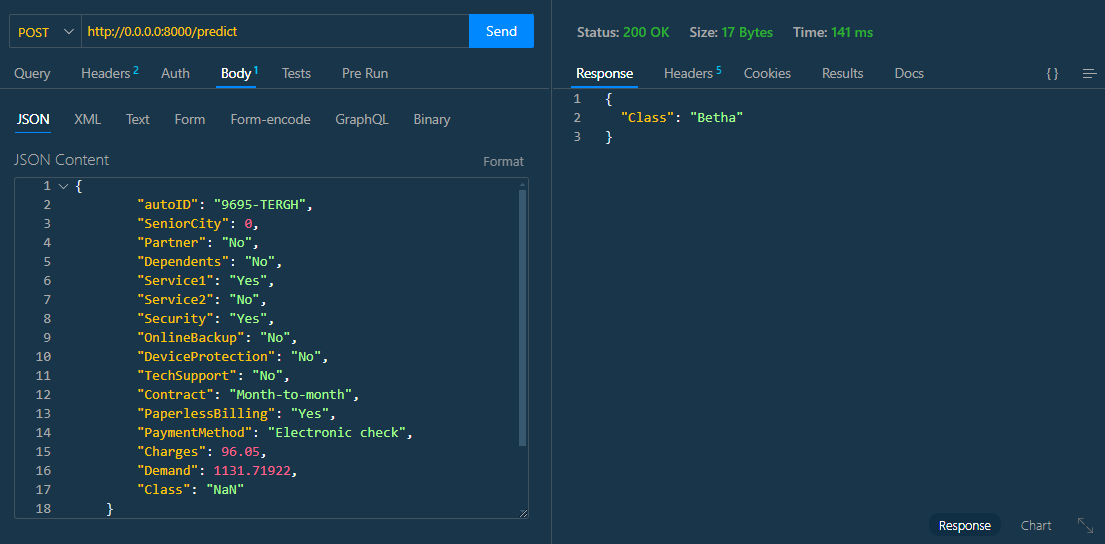 POST http://0.0.0.0:8000/predict Send
Query Headers 2 Auth Body 1 Tests Pre Run
JSON XML Text Form Form-encode GraphQL Binary
JSON Content Format
1 {
2 "autoID": "9695-TERGH",
3 "SeniorCity": 0,
4 "Partner": "No",
5 "Dependents": "No",
6 "Service1": "Yes",
7 "Service2": "No",
8 "Security": "Yes",
9 "OnlineBackup": "No",
10 "DeviceProtection": "No",
11 "TechSupport": "No",
12 "Contract": "Month-to-month",
13 "PaperlessBilling": "Yes",
14 "PaymentMethod": "Electronic check",
15 "Charges": 96.05,
16 "Demand": 1131.71922,
17 "Class": "NaN"
18 }
Status: 200 OK Size: 17 Bytes Time: 141 ms
Response Headers 5 Cookies Results Docs { }
1 {
2 "Class": "Betha"
3 }
Response Chart